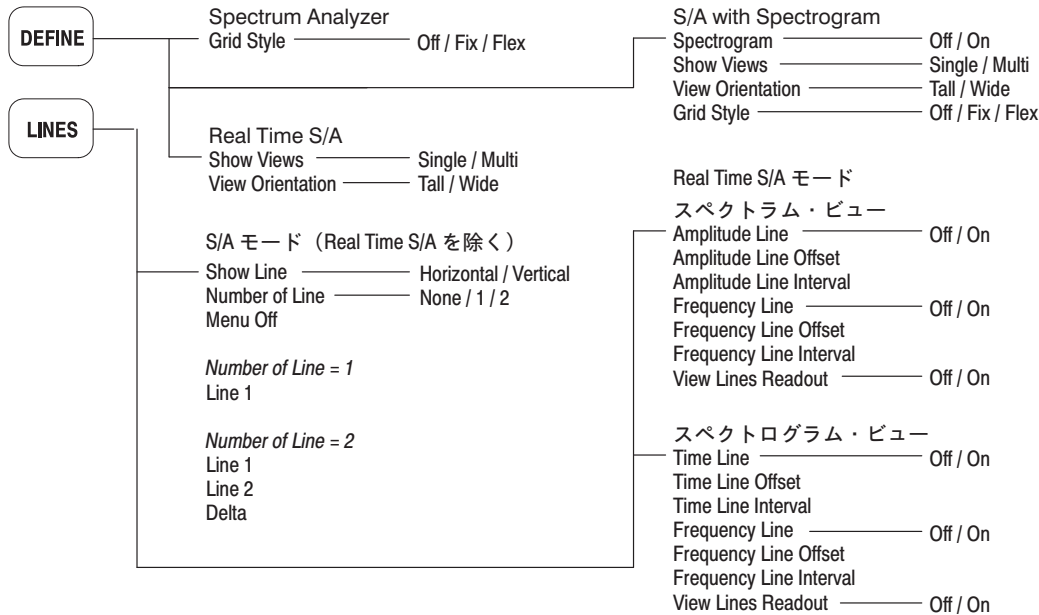 DEFINE
Spectrum Analyzer
Grid Style Off / Fix / Flex
S/A with Spectrogram
Spectrogram Off / On
Show Views Single / Multi
View Orientation Tall / Wide
Grid Style Off / Fix / Flex
LINES
Real Time S/A
Show Views Single / Multi
View Orientation Tall / Wide
S/A モード（Real Time S/A を除く）
Show Line Horizontal / Vertical
Number of Line None / 1 / 2
Menu Off
Number of Line = 1
Line 1
Number of Line = 2
Line 1
Line 2
Delta
Real Time S/A モード
スペクトラム・ビュー
Amplitude Line Off / On
Amplitude Line Offset
Amplitude Line Interval
Frequency Line Off / On
Frequency Line Offset
Frequency Line Interval
View Lines Readout Off / On
スペクトログラム・ビュー
Time Line Off / On
Time Line Offset
Time Line Interval
Frequency Line Off / On
Frequency Line Offset
Frequency Line Interval
View Lines Readout Off / On